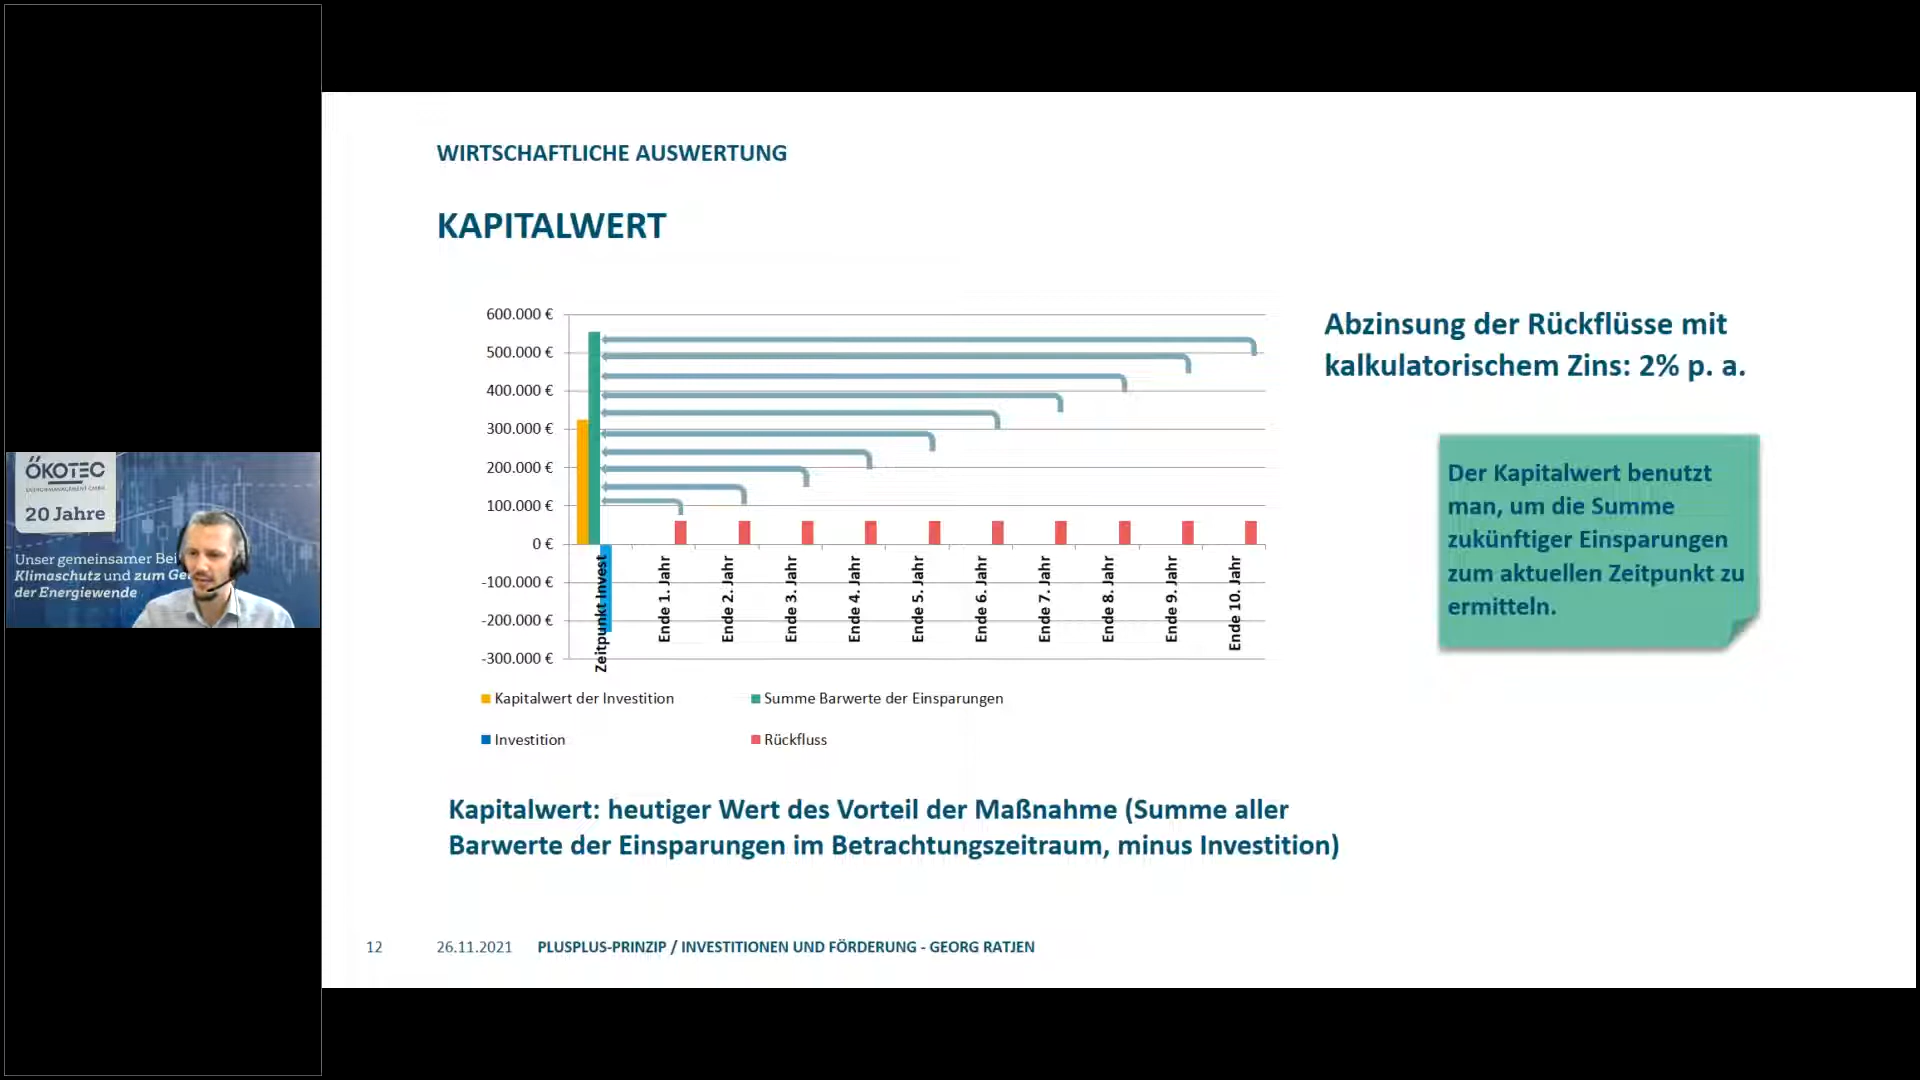 WIRTSCHAFTLICHE AUSWERTUNG
KAPITALWERT
600.000 €
500.000 €
400.000 €
300.000 €
200.000 €
100.000 €
0 €
-100.000 €
-200.000 €
-300.000 €
Zeitpunkt Invest
Ende 1. Jahr
Ende 2. Jahr
Ende 3. Jahr
Ende 4. Jahr
Ende 5. Jahr
Ende 6. Jahr
Ende 7. Jahr
Ende 8. Jahr
Ende 9. Jahr
Ende 10. Jahr
Kapitalwert der Investition
Summe Barwerte der Einsparungen
Investition
Rückfluss
Abzinsung der Rückflüsse mit
kalkulatorischem Zins: 2% p. a.
Der Kapitalwert benutzt
man, um die Summe
zukünftiger Einsparungen
zum aktuellen Zeitpunkt zu
ermitteln.
Kapitalwert: heutiger Wert des Vorteil der Maßnahme (Summe aller
Barwerte der Einsparungen im Betrachtungszeitraum, minus Investition)
12
26.11.2021
PLUSPLUS-PRINZIP / INVESTITIONEN UND FÖRDERUNG - GEORG RATJEN
ÖKOTEC
ENERGIEMANAGEMENT GMBH
20 Jahre
Unser gemeinsamer Bei
Klimaschutz und zum Ge
der Energiewende